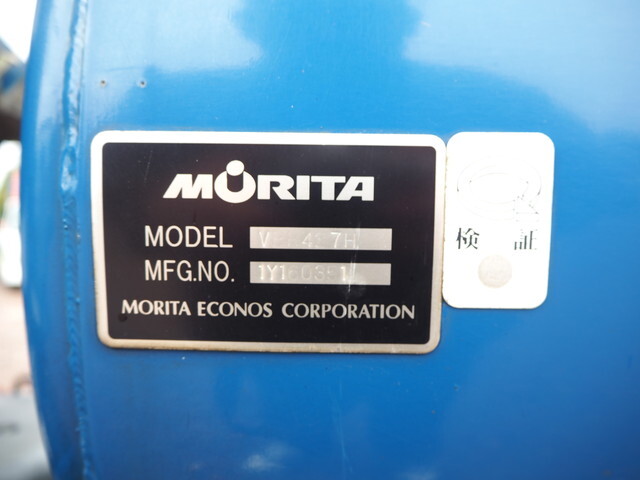 MORITA
MODEL
MFG.NO.
MORITA ECONOS CORPORATION
検 証